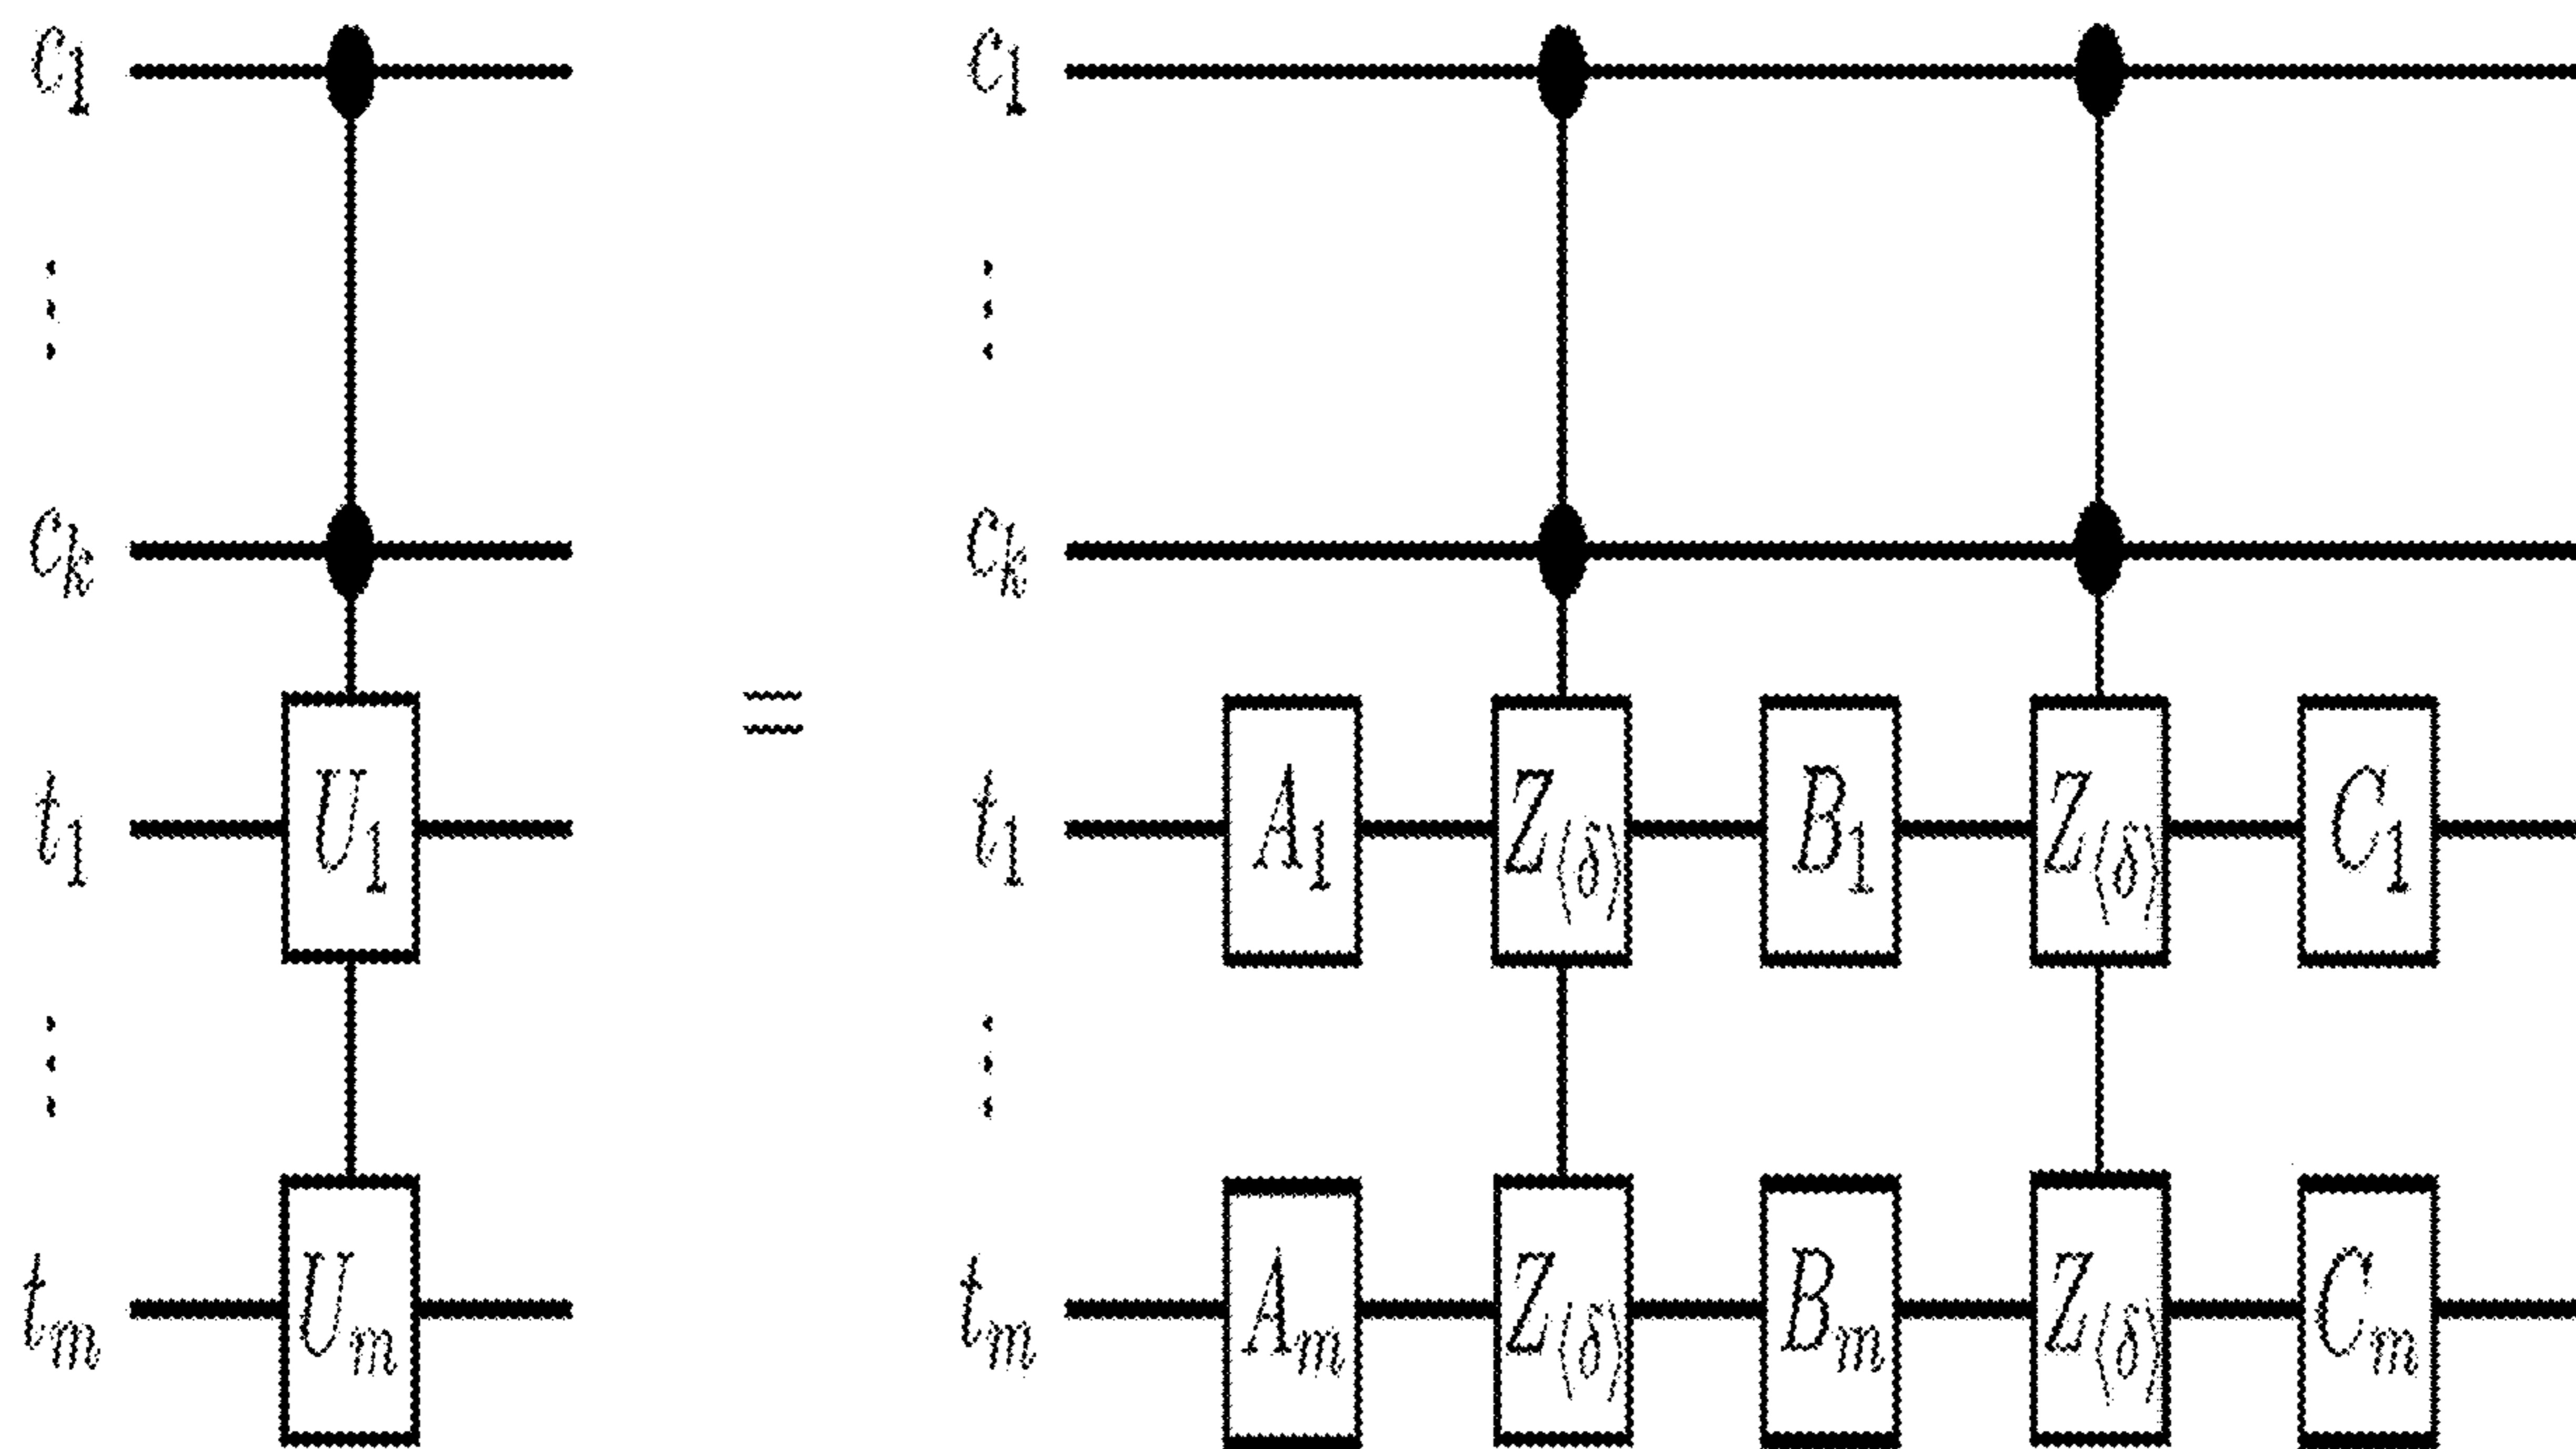 c₁ c₁
⋮ ⋮
cₖ cₖ
=
t₁ U₁ t₁ A₁ Z⟨δ⟩ B₁ Z⟨δ⟩ C₁
⋮ ⋮
tₘ Uₘ tₘ Aₘ Z⟨δ⟩ Bₘ Z⟨δ⟩ Cₘ